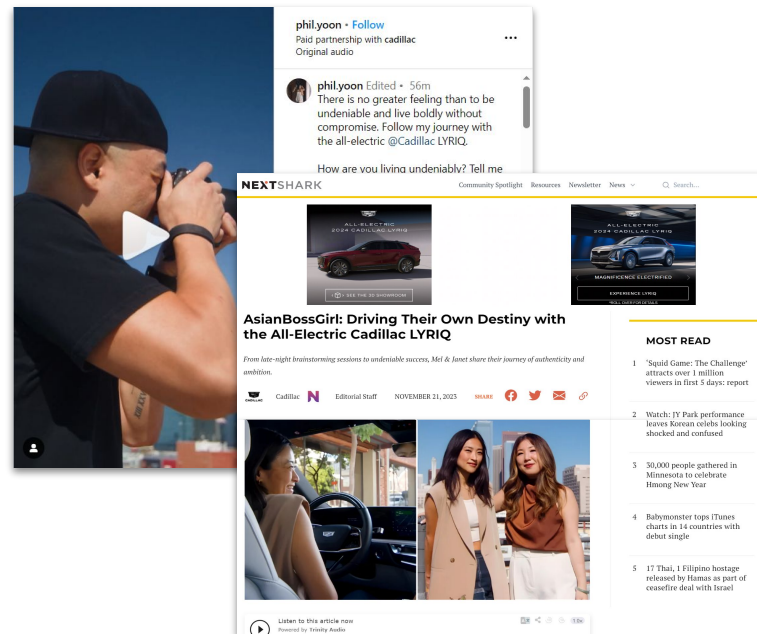 phil.yoon • Follow
Paid partnership with cadillac
Original audio
phil.yoon Edited • 56m
There is no greater feeling than to be
undeniable and live boldly without
compromise. Follow my journey with
the all-electric @Cadillac LYRIQ.
How are you living undeniably? Tell me
NEXTSHARK
Community Spotlight Resources Newsletter News
Search...
ALL-ELECTRIC
2024 CADILLAC LYRIQ
SEE THE 3D SHOWROOM
ALL-ELECTRIC
2024 CADILLAC LYRIQ
MAGNIFICENCE ELECTRIFIED
EXPERIENCE LYRIQ
*ROLL OVER FOR DETAILS
AsianBossGirl: Driving Their Own Destiny with
the All-Electric Cadillac LYRIQ
From late-night brainstorming sessions to undeniable success, Mel & Janet share their journey of authenticity and
ambition.
CADILLAC
Cadillac
N
Editorial Staff
NOVEMBER 21, 2023
SHARE
MOST READ
1 'Squid Game: The Challenge'
attracts over 1 million
viewers in first 5 days: report
2 Watch: JY Park performance
leaves Korean celebs looking
shocked and confused
3 30,000 people gathered in
Minnesota to celebrate
Hmong New Year
4 Babymonster tops iTunes
charts in 14 countries with
debut single
5 17 Thai, 1 Filipino hostage
released by Hamas as part of
ceasefire deal with Israel
Listen to this article now
Powered by Trinity Audio
1.0x